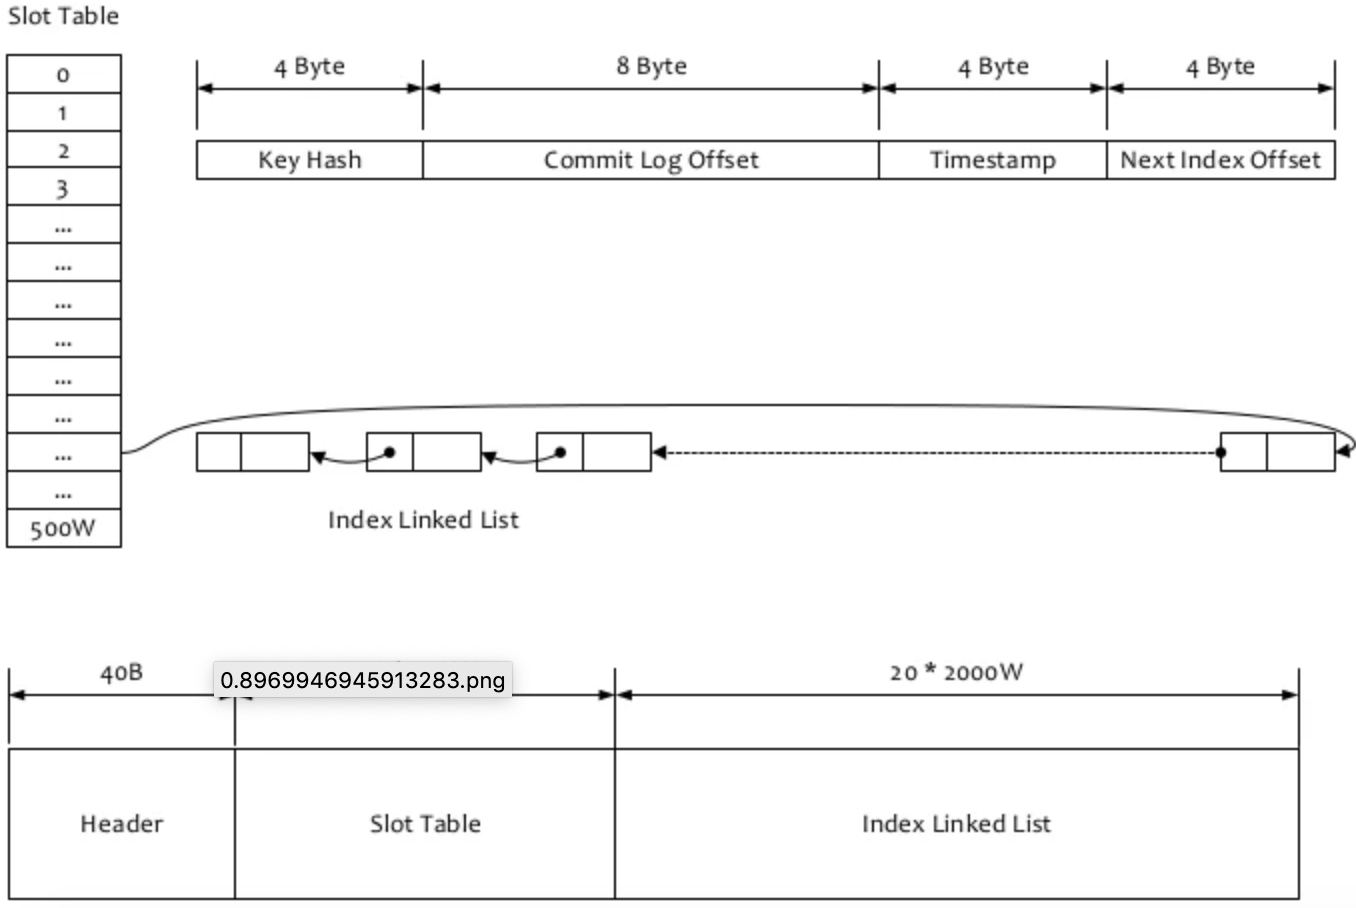 Slot Table
0
1
2
3
...
...
...
...
...
...
...
...
500W
4 Byte
8 Byte
4 Byte
4 Byte
Key Hash
Commit Log Offset
Timestamp
Next Index Offset
Index Linked List
40B
0.8969946945913283.png
20 * 2000W
Header
Slot Table
Index Linked List